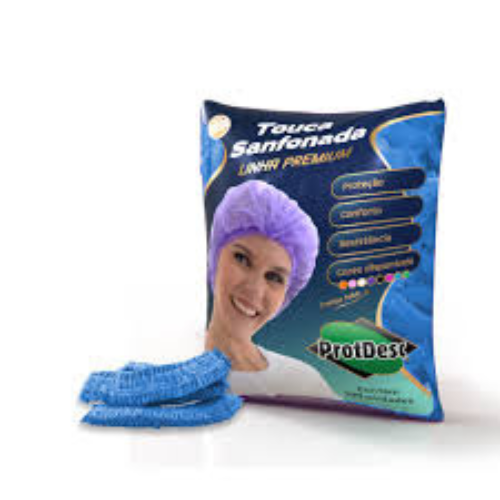 Touca
Sanfonada
LINHA PREMIUM
Proteção
Conforto
Resistência
Cores disponíveis
ProtDesc